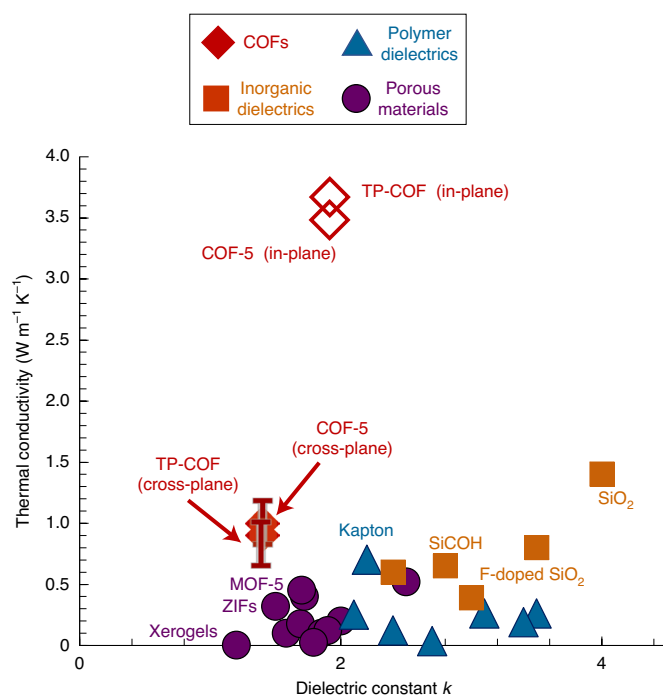 COFs
Polymer
dielectrics
Inorganic
dielectrics
Porous
materials
Thermal conductivity (W m⁻¹ K⁻¹)
4.0
3.5
3.0
2.5
2.0
1.5
1.0
0.5
0
TP-COF (in-plane)
COF-5 (in-plane)
COF-5
(cross-plane)
TP-COF
(cross-plane)
SiO₂
Kapton
SiCOH
F-doped SiO₂
MOF-5
ZIFs
Xerogels
0
2
4
Dielectric constant k